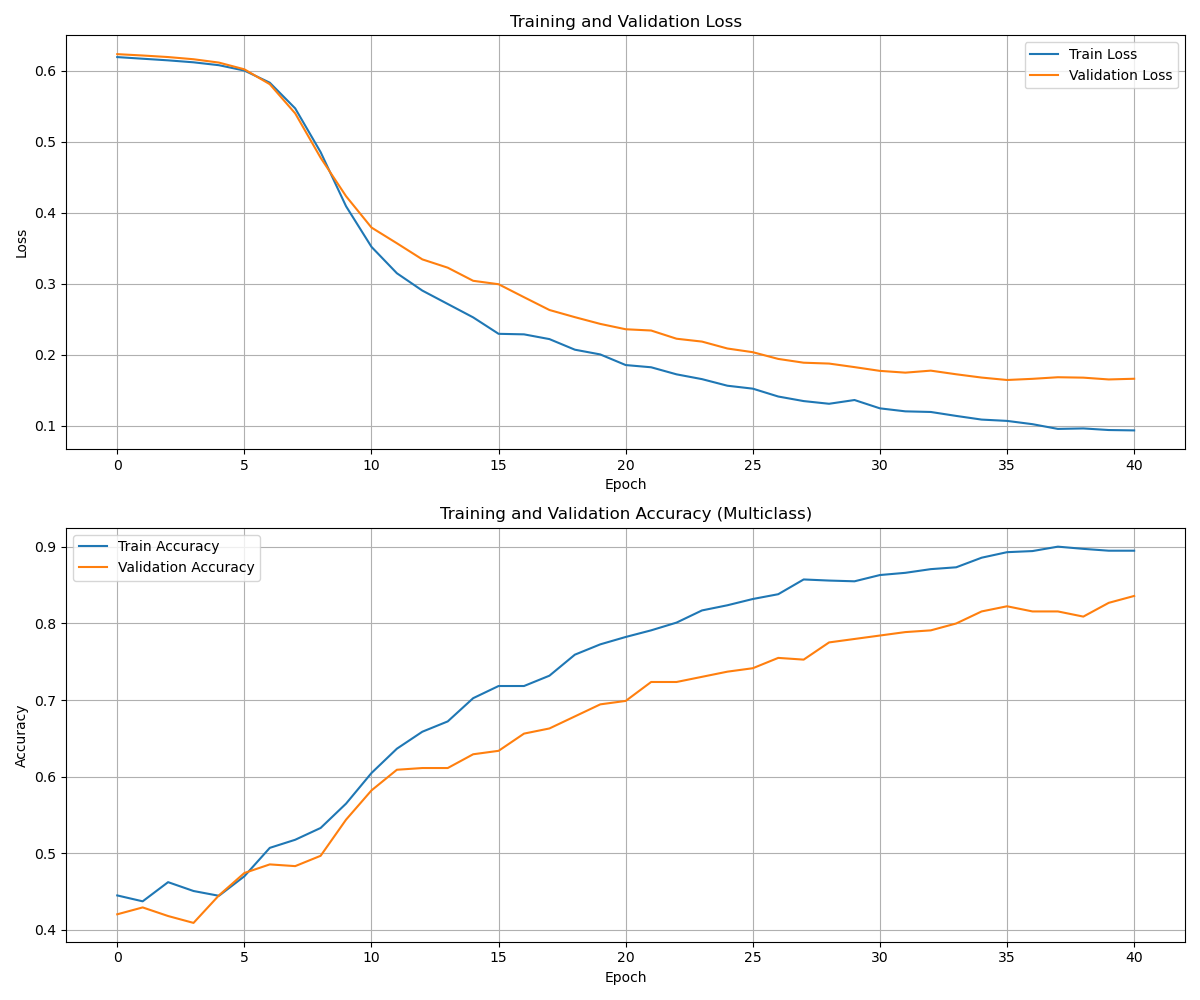 Training and Validation Loss
Train Loss
Validation Loss
0.6
0.5
0.4
0.3
0.2
0.1
Loss
0 5 10 15 20 25 30 35 40
Epoch
Training and Validation Accuracy (Multiclass)
Train Accuracy
Validation Accuracy
0.9
0.8
0.7
0.6
0.5
0.4
Accuracy
0 5 10 15 20 25 30 35 40
Epoch